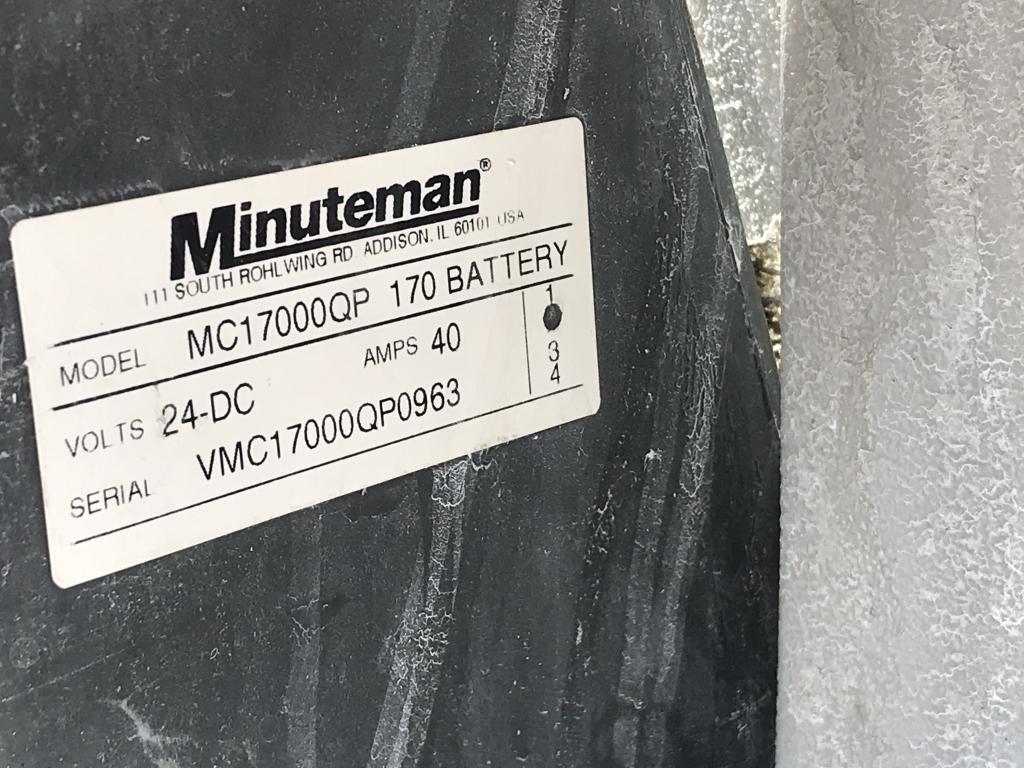 Minuteman®
111 SOUTH ROHLWING RD. ADDISON, IL 60101 USA
MODEL MC17000QP 170 BATTERY
VOLTS 24-DC AMPS 40
1
3
4
SERIAL VMC17000QP0963